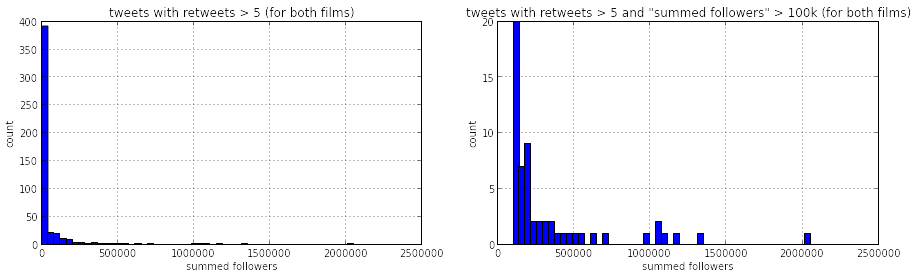 tweets with retweets > 5 (for both films)
400
350
300
250
200
150
100
50
0
count
0 500000 1000000 1500000 2000000 2500000
summed followers
tweets with retweets > 5 and "summed followers" > 100k (for both films)
20
15
10
5
0
count
0 500000 1000000 1500000 2000000 2500000
summed followers